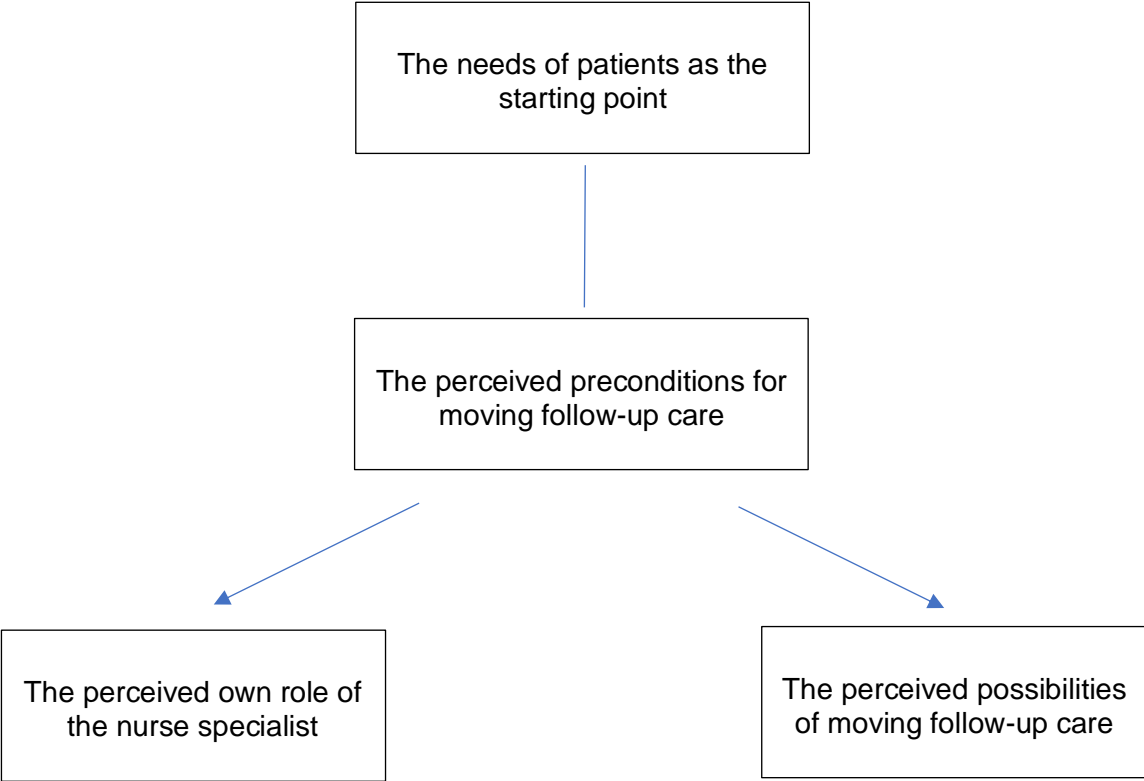 The needs of patients as the
starting point
The perceived preconditions for
moving follow-up care
The perceived own role of
the nurse specialist
The perceived possibilities
of moving follow-up care